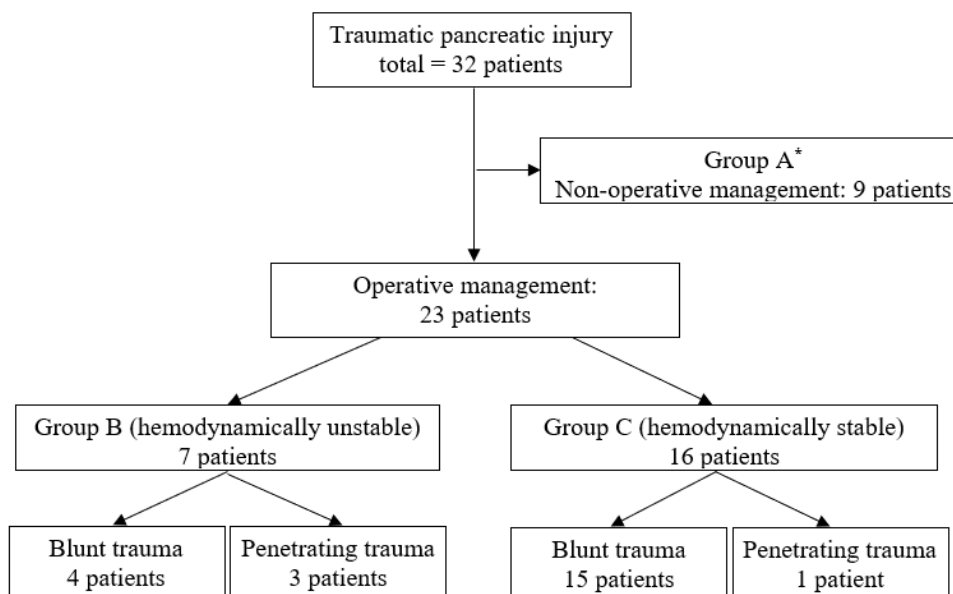 Traumatic pancreatic injury
total = 32 patients
Group A*
Non-operative management: 9 patients
Operative management:
23 patients
Group B (hemodynamically unstable)
7 patients
Group C (hemodynamically stable)
16 patients
Blunt trauma
4 patients
Penetrating trauma
3 patients
Blunt trauma
15 patients
Penetrating trauma
1 patient